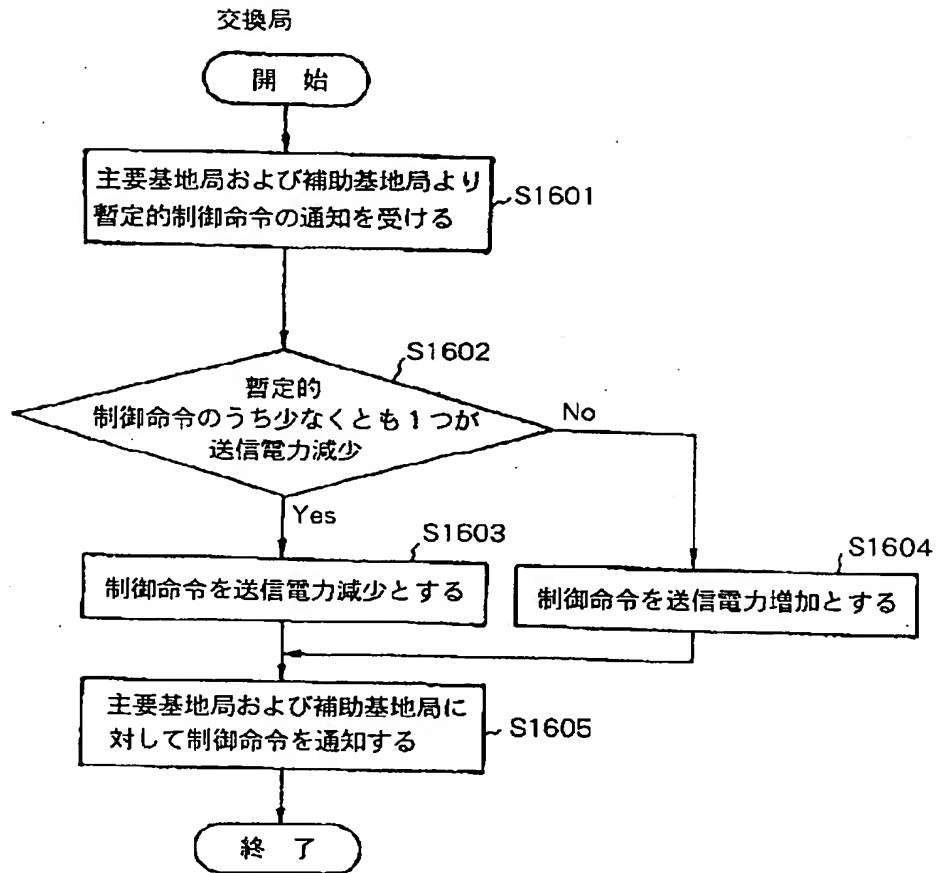 交換局
開 始
主要基地局および補助基地局より
暫定的制御命令の通知を受ける
S1601
S1602
暫定的
制御命令のうち少なくとも1つが
送信電力減少
No
Yes
S1603
制御命令を送信電力減少とする
S1604
制御命令を送信電力増加とする
主要基地局および補助基地局に
対して制御命令を通知する
S1605
終 了